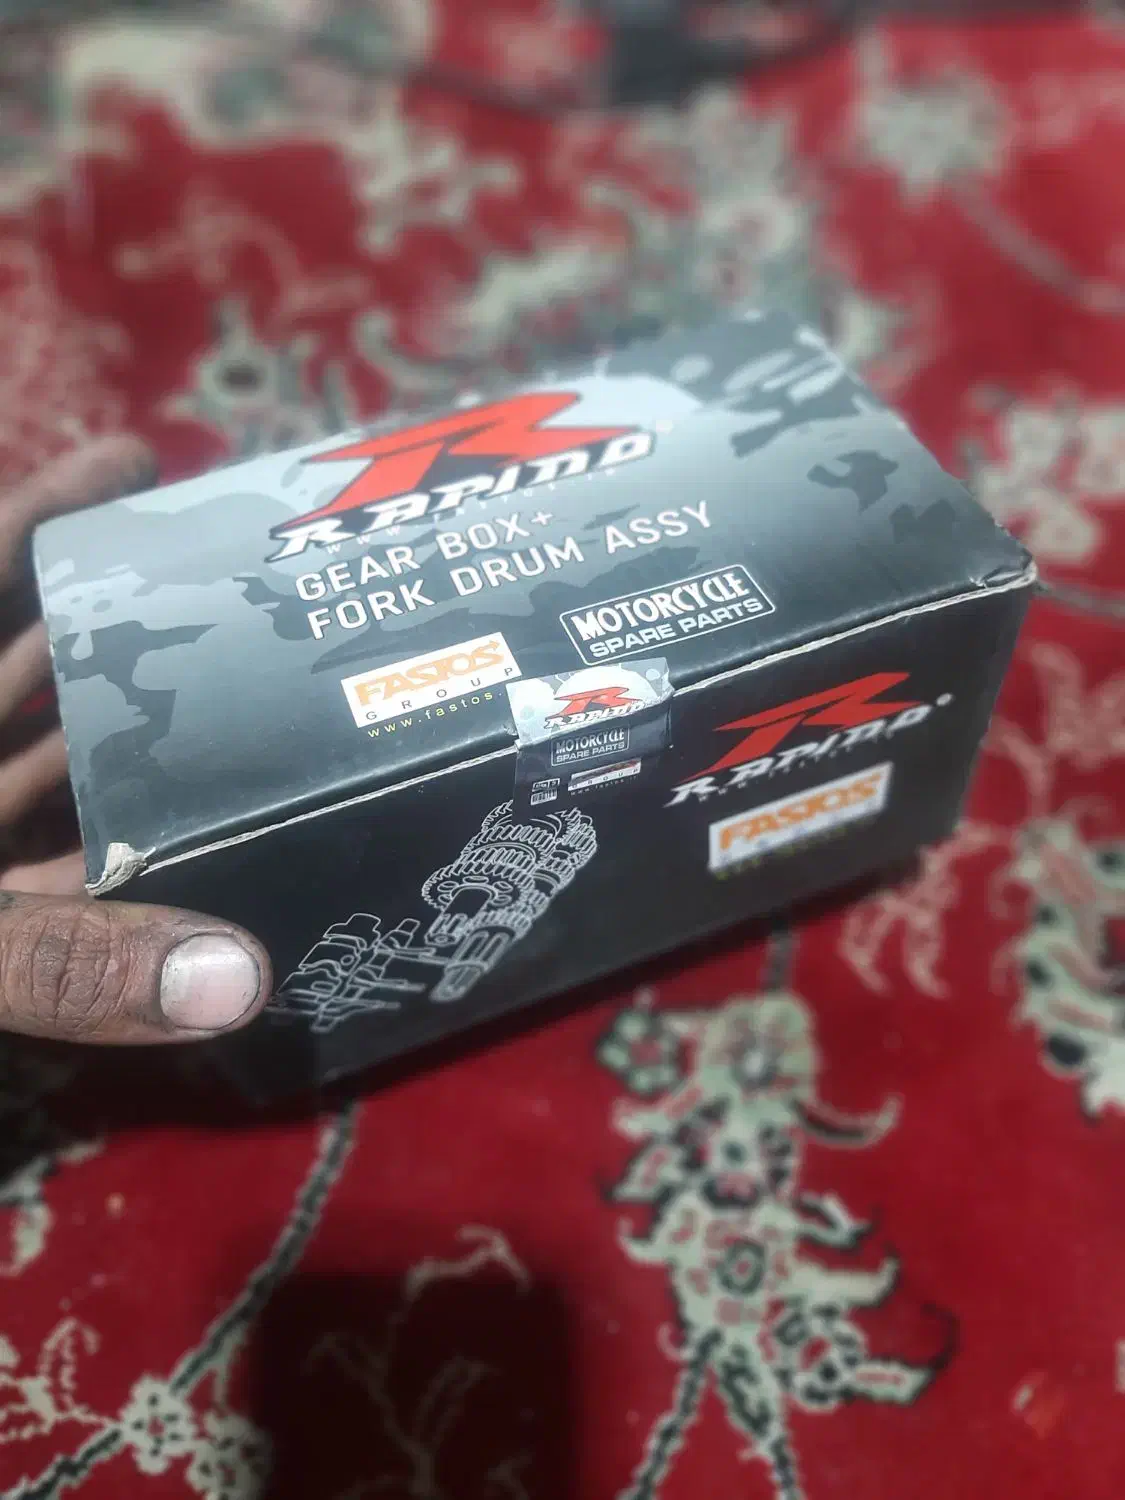 R
RAPIDO
GEAR BOX+
FORK DRUM ASSY
MOTORCYCLE
SPARE PARTS
FASTOS
GROUP
www.fastos.
R
RAPIDO
MOTORCYCLE
SPARE PARTS
GROUP
R
RAPIDO
FASTOS